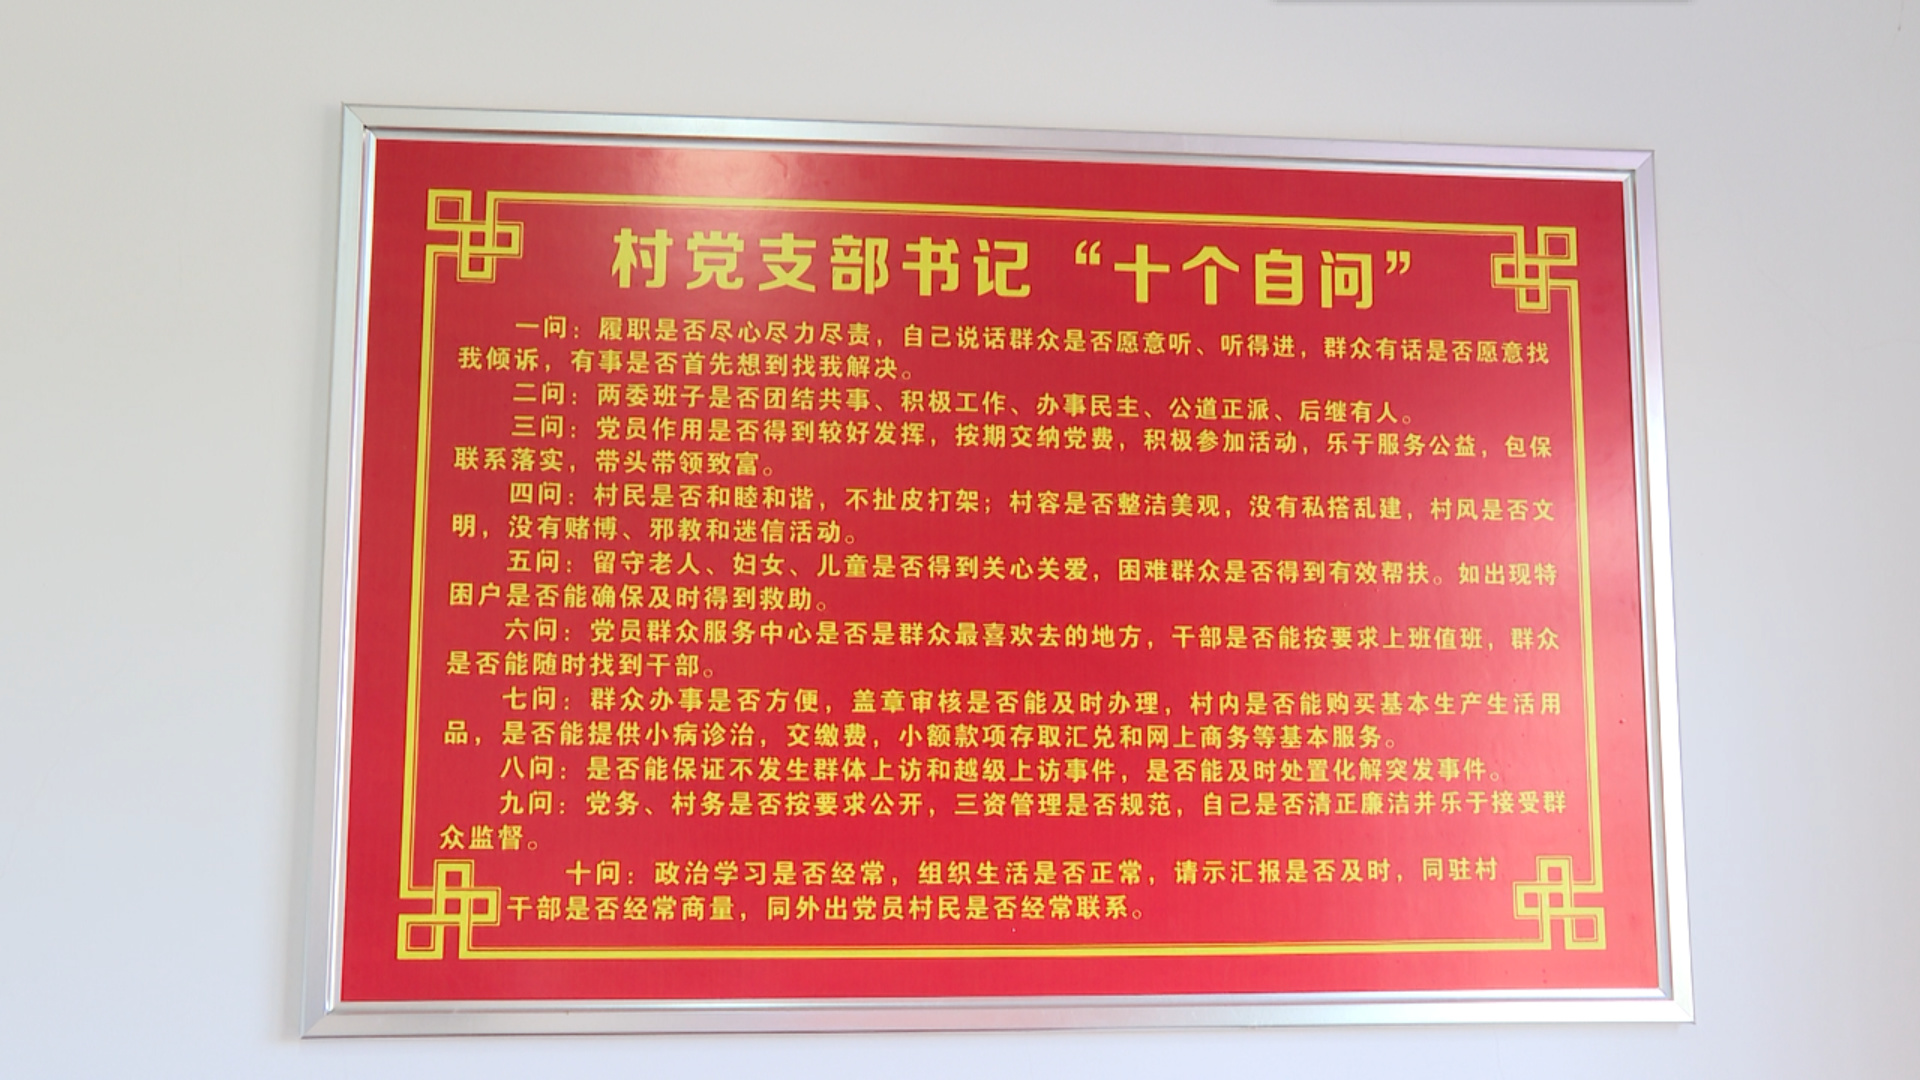 村党支部书记“十个自问”
一问：履职是否尽心尽力尽责，自己说话群众是否愿意听、听得进，群众有话是否愿意找
我倾诉，有事是否首先想到找我解决。
二问：两委班子是否团结共事、积极工作、办事民主、公道正派、后继有人。
三问：党员作用是否得到较好发挥，按期交纳党费，积极参加活动，乐于服务公益，包保
联系落实，带头带领致富。
四问：村民是否和睦和谐，不扯皮打架；村容是否整洁美观，没有私搭乱建，村风是否文
明，没有赌博、邪教和迷信活动。
五问：留守老人、妇女、儿童是否得到关心关爱，困难群众是否得到有效帮扶。如出现特
困户是否能确保及时得到救助。
六问：党员群众服务中心是否是群众最喜欢去的地方，干部是否能按要求上班值班，群众
是否能随时找到干部。
七问：群众办事是否方便，盖章审核是否能及时办理，村内是否能购买基本生产生活用
品，是否能提供小病诊治，交缴费，小额款项存取汇兑和网上商务等基本服务。
八问：是否能保证不发生群体上访和越级上访事件，是否能及时处置化解突发事件。
九问：党务、村务是否按要求公开，三资管理是否规范，自己是否清正廉洁并乐于接受群
众监督。
十问：政治学习是否经常，组织生活是否正常，请示汇报是否及时，同驻村
干部是否经常商量，同外出党员村民是否经常联系。